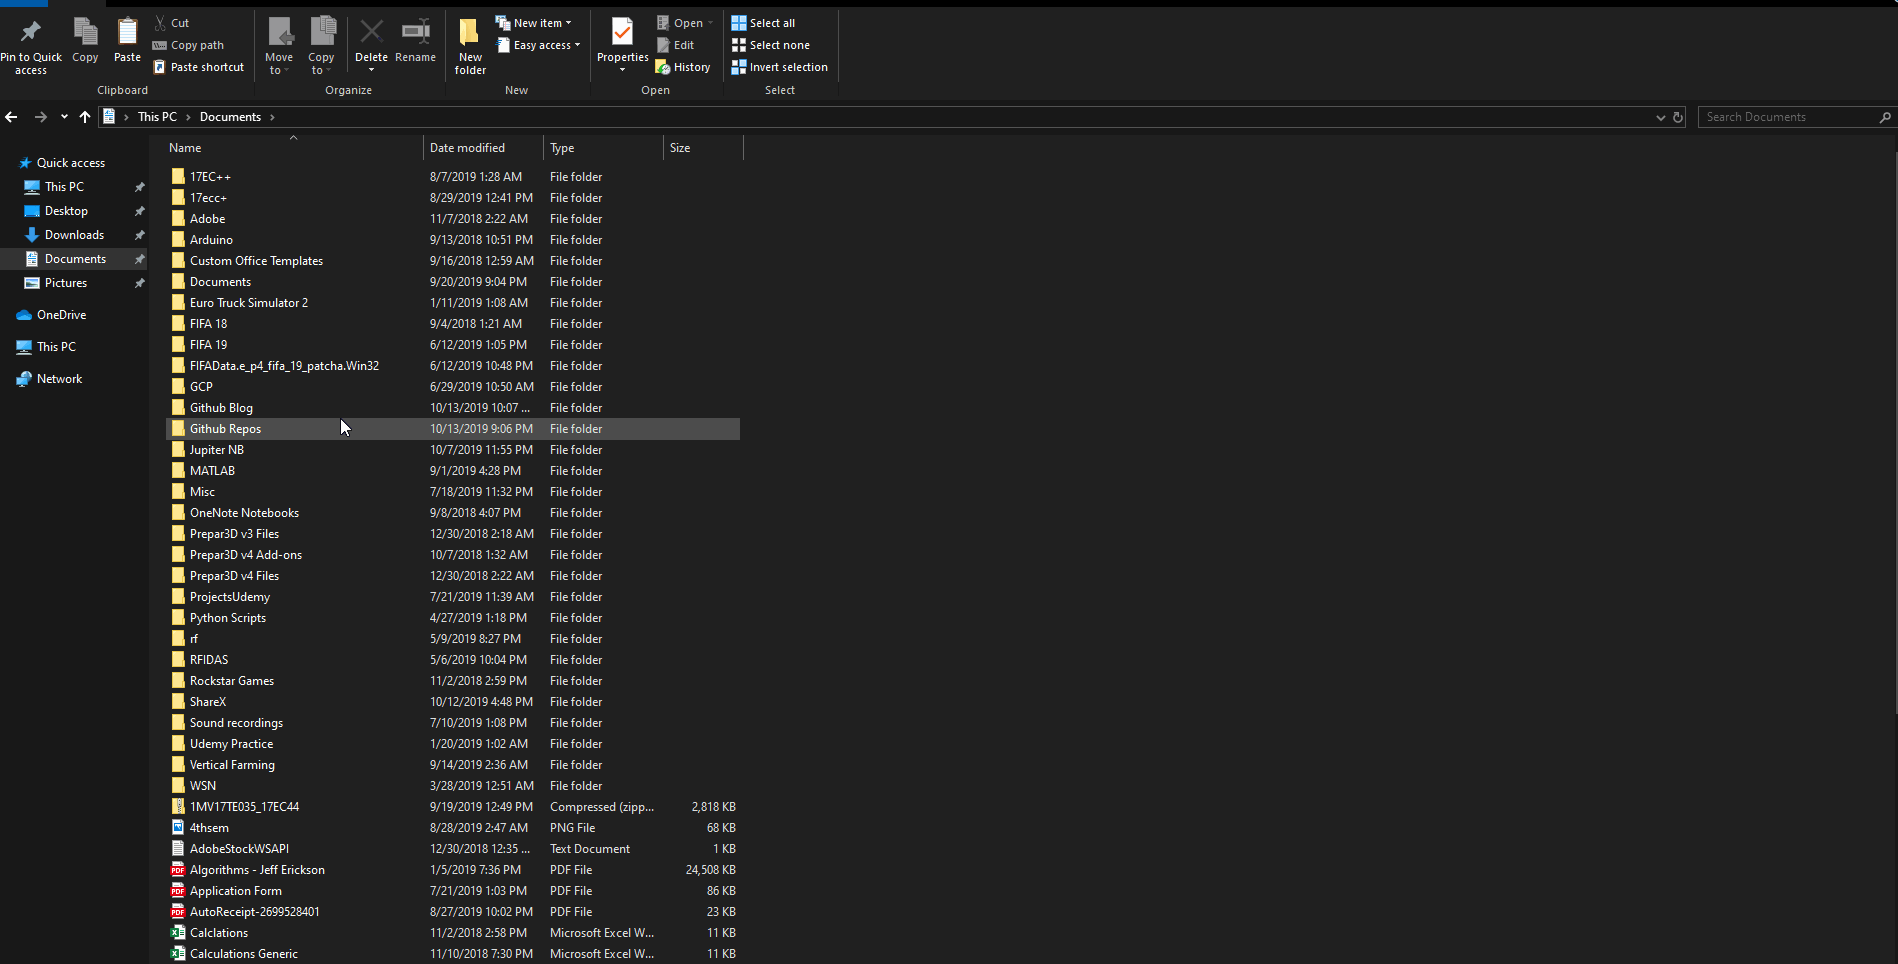 Pin to Quick access
Copy
Paste
Cut
Copy path
Paste shortcut
Clipboard
Move to
Copy to
Delete
Rename
Organize
New folder
New item
Easy access
New
Properties
Open
Edit
History
Open
Select all
Select none
Invert selection
Select
This PC > Documents >
Search Documents
Quick access
This PC
Desktop
Downloads
Documents
Pictures
OneDrive
This PC
Network
Name Date modified Type Size
17EC++ 8/7/2019 1:28 AM File folder
17ecc+ 8/29/2019 12:41 PM File folder
Adobe 11/7/2018 2:22 AM File folder
Arduino 9/13/2018 10:51 PM File folder
Custom Office Templates 9/16/2018 12:59 AM File folder
Documents 9/20/2019 9:04 PM File folder
Euro Truck Simulator 2 1/11/2019 1:08 AM File folder
FIFA 18 9/4/2018 1:21 AM File folder
FIFA 19 6/12/2019 1:05 PM File folder
FIFAData.e_p4_fifa_19_patcha.Win32 6/12/2019 10:48 PM File folder
GCP 6/29/2019 10:50 AM File folder
Github Blog 10/13/2019 10:07 ... File folder
Github Repos 10/13/2019 9:06 PM File folder
Jupiter NB 10/7/2019 11:55 PM File folder
MATLAB 9/1/2019 4:28 PM File folder
Misc 7/18/2019 11:32 PM File folder
OneNote Notebooks 9/8/2018 4:07 PM File folder
Prepar3D v3 Files 12/30/2018 2:18 AM File folder
Prepar3D v4 Add-ons 10/7/2018 1:32 AM File folder
Prepar3D v4 Files 12/30/2018 2:22 AM File folder
ProjectsUdemy 7/21/2019 11:39 AM File folder
Python Scripts 4/27/2019 1:18 PM File folder
rf 5/9/2019 8:27 PM File folder
RFIDAS 5/6/2019 10:04 PM File folder
Rockstar Games 11/2/2018 2:59 PM File folder
ShareX 10/12/2019 4:48 PM File folder
Sound recordings 7/10/2019 1:08 PM File folder
Udemy Practice 1/20/2019 1:02 AM File folder
Vertical Farming 9/14/2019 2:36 AM File folder
WSN 3/28/2019 12:51 AM File folder
1MV17TE035_17EC44 9/19/2019 12:49 PM Compressed (zipp... 2,818 KB
4thsem 8/28/2019 2:47 AM PNG File 68 KB
AdobeStockWSAPI 12/30/2018 12:35 ... Text Document 1 KB
Algorithms - Jeff Erickson 1/5/2019 7:36 PM PDF File 24,508 KB
Application Form 7/21/2019 1:03 PM PDF File 86 KB
AutoReceipt-2699528401 8/27/2019 10:02 PM PDF File 23 KB
Calclations 11/2/2018 2:58 PM Microsoft Excel W... 11 KB
Calculations Generic 11/10/2018 7:30 PM Microsoft Excel W... 11 KB